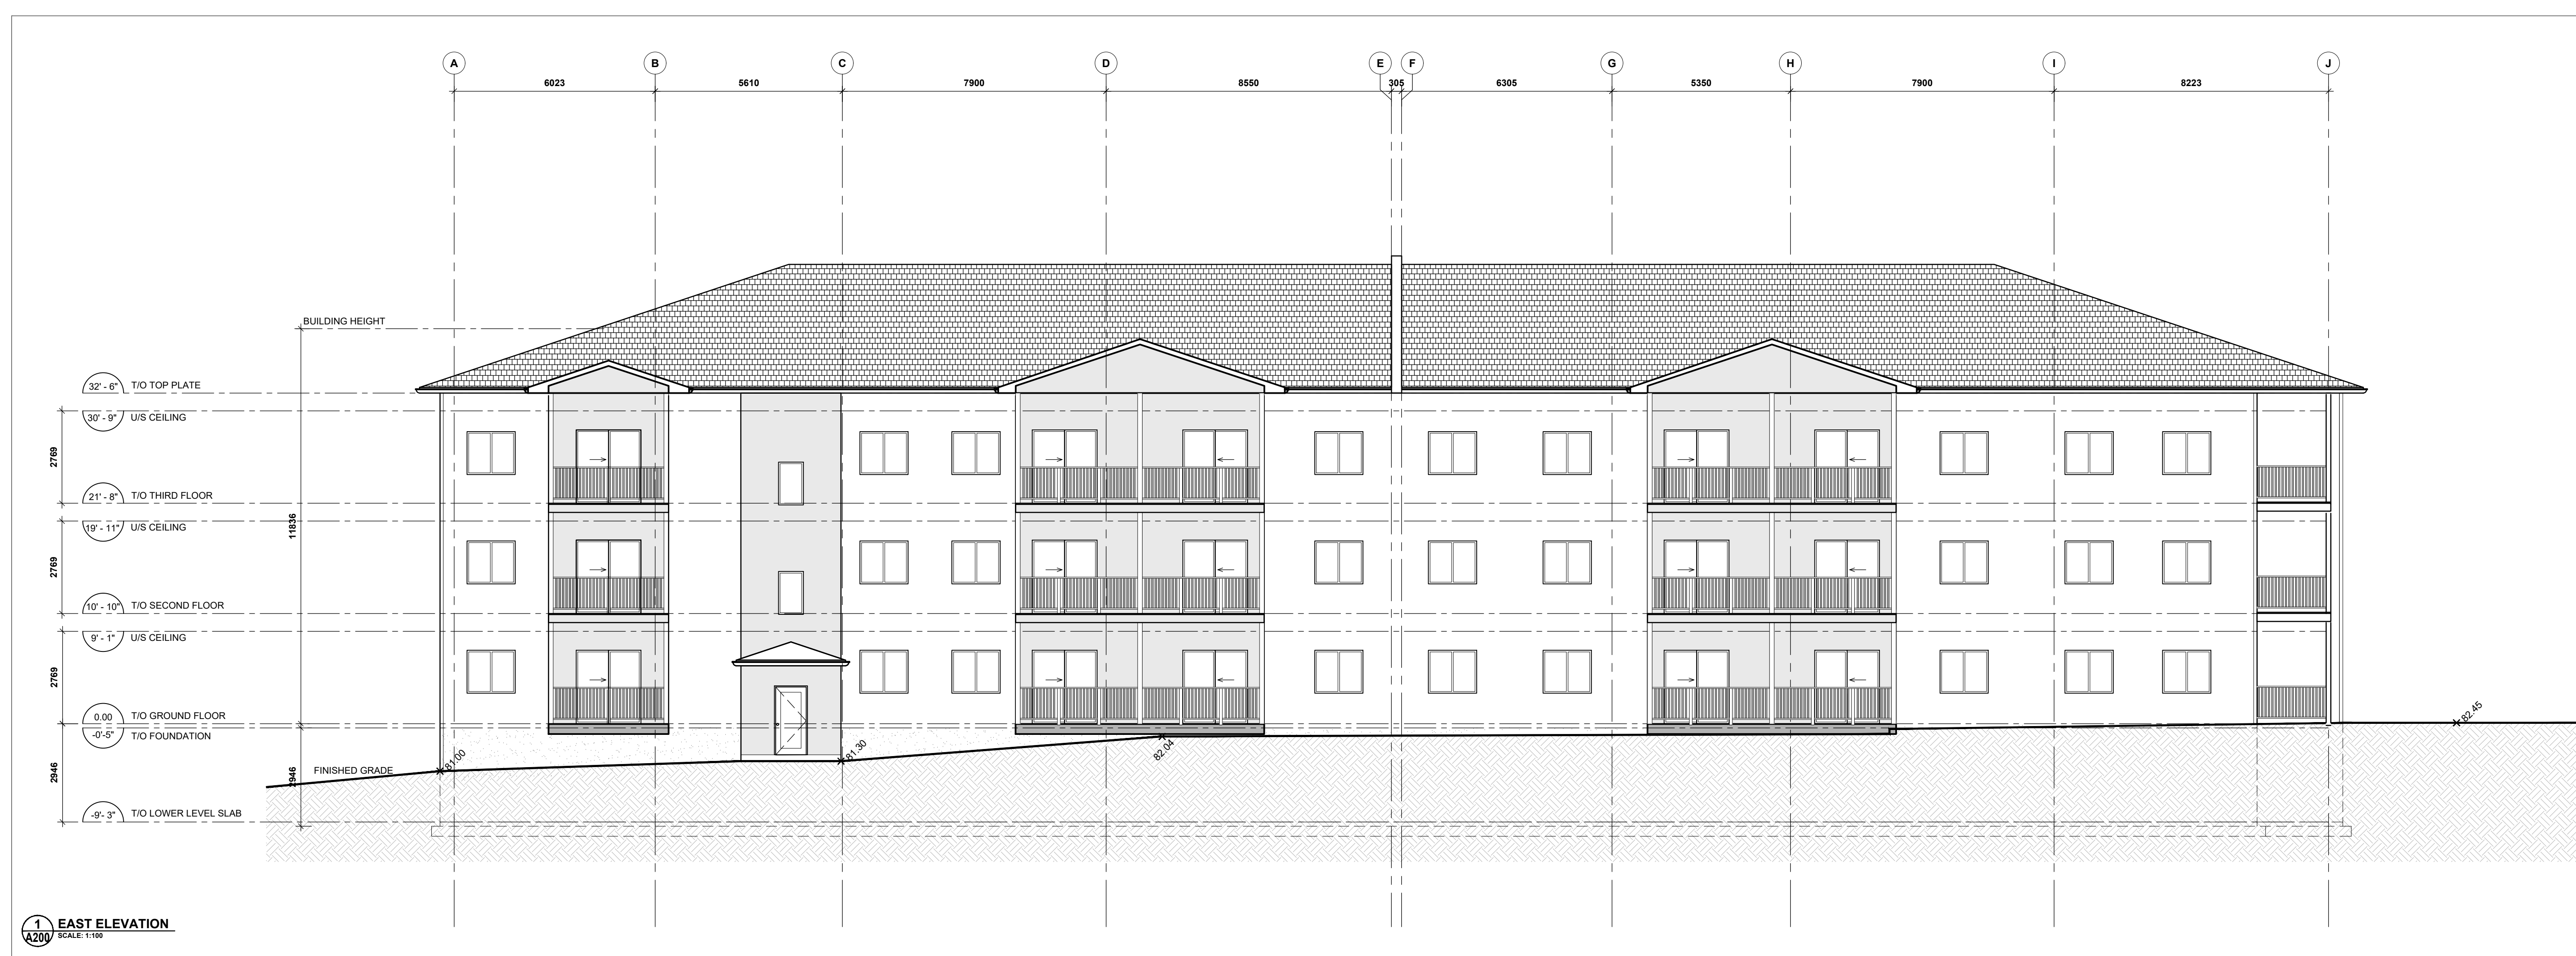 A B C D E F G H I J
6023 5610 7900 8550 305 6305 5350 7900 8223
BUILDING HEIGHT
32' - 6" T/O TOP PLATE
30' - 9" U/S CEILING
2769
21' - 8" T/O THIRD FLOOR
11836
19' - 11" U/S CEILING
2769
10' - 10" T/O SECOND FLOOR
9' - 1" U/S CEILING
2769
0.00 T/O GROUND FLOOR
-0'-5" T/O FOUNDATION
82.45
81.30
82.04
81.00
FINISHED GRADE
2946
2946
-9'- 3" T/O LOWER LEVEL SLAB
1
A200
EAST ELEVATION
SCALE: 1:100